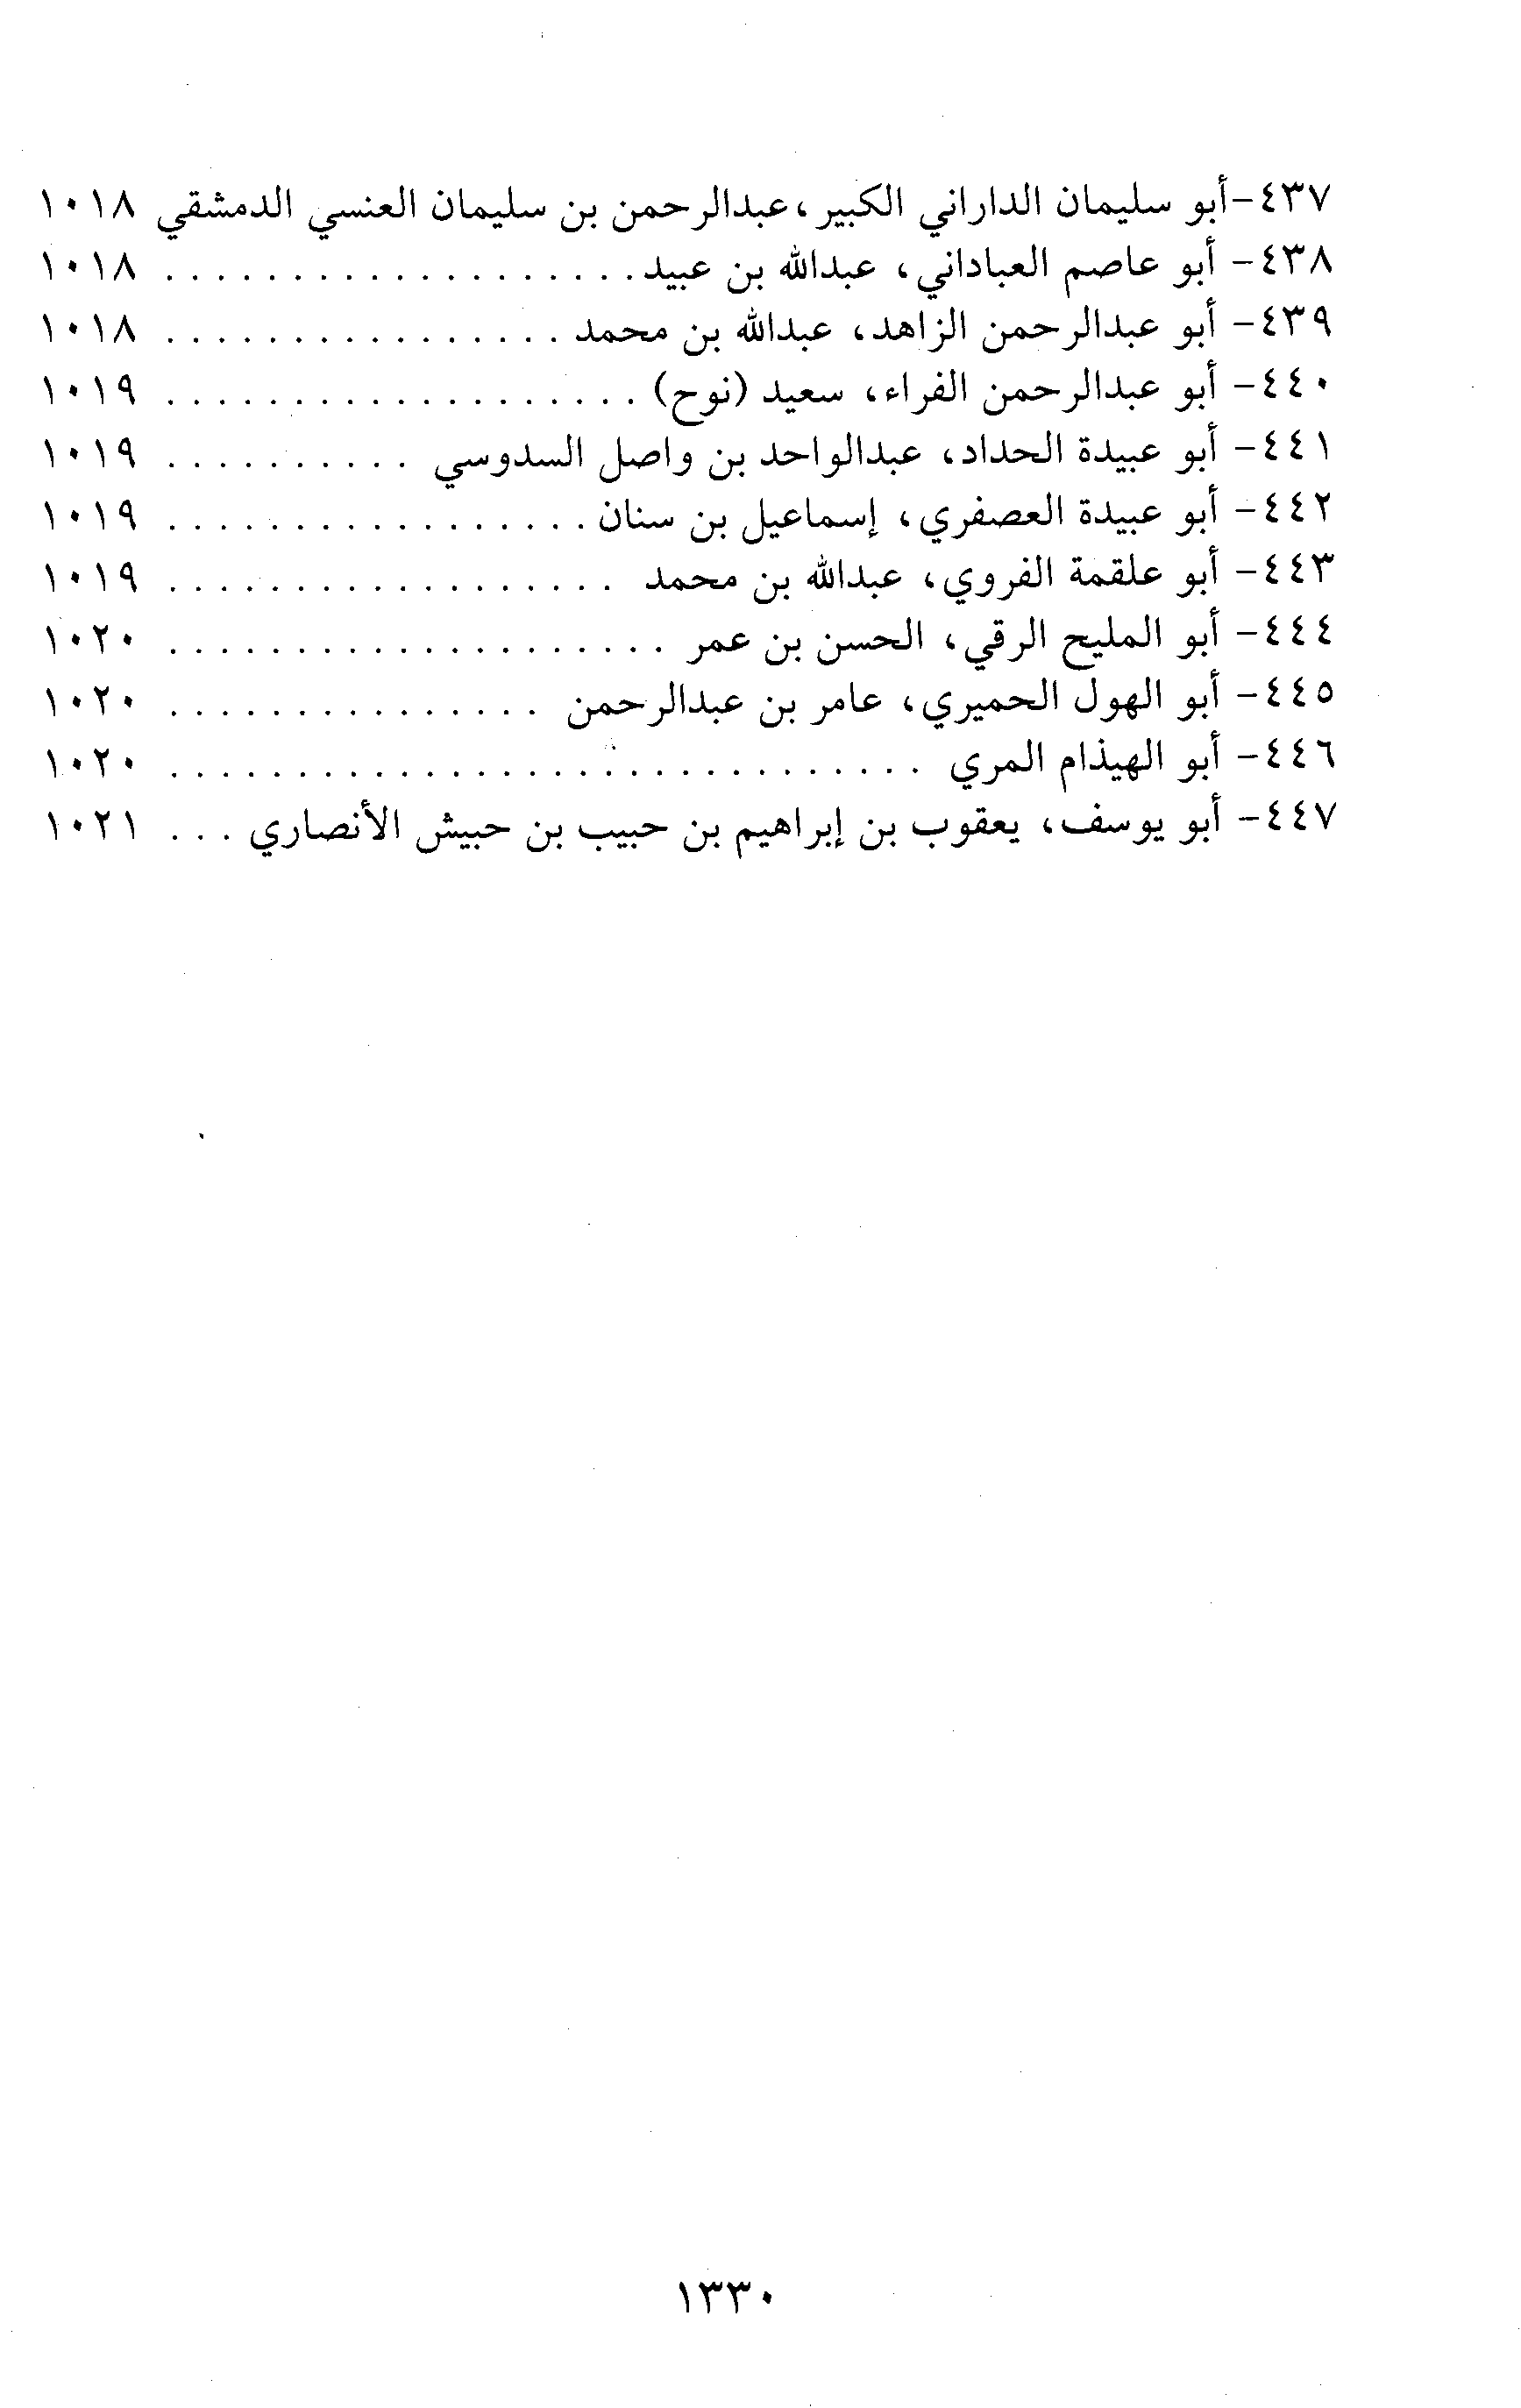 ٤٣٧-أبو سليمان الداراني الكبير، عبدالرحمن بن سليمان العنسي الدمشقي ١٠١٨
٤٣٨- أبو عاصم العباداني، عبدالله بن عبيد . . . . . . . . . . . . . . . . . . . ١٠١٨
٤٣٩- أبو عبدالرحمن الزاهد، عبدالله بن محمد . . . . . . . . . . . . . . . . ١٠١٨
٤٤٠- أبو عبدالرحمن الفراء، سعيد (نوح) . . . . . . . . . . . . . . . . . . . ١٠١٩
٤٤١- أبو عبيدة الحداد، عبدالواحد بن واصل السدوسي . . . . . . . . . . ١٠١٩
٤٤٢- أبو عبيدة العصفري، إسماعيل بن سنان . . . . . . . . . . . . . . . . . ١٠١٩
٤٤٣- أبو علقمة الفروي، عبدالله بن محمد . . . . . . . . . . . . . . . . . . ١٠١٩
٤٤٤- أبو المليح الرقي، الحسن بن عمر . . . . . . . . . . . . . . . . . . . . ١٠٢٠
٤٤٥- أبو الهول الحميري، عامر بن عبدالرحمن . . . . . . . . . . . . . . . ١٠٢٠
٤٤٦- أبو الهيذام المري . . . . . . . . . . . . . . . . . . . . . . . . . . . . . . ١٠٢٠
٤٤٧- أبو يوسف، يعقوب بن إبراهيم بن حبيب بن حبيش الأنصاري . . . ١٠٢١
١٣٣٠